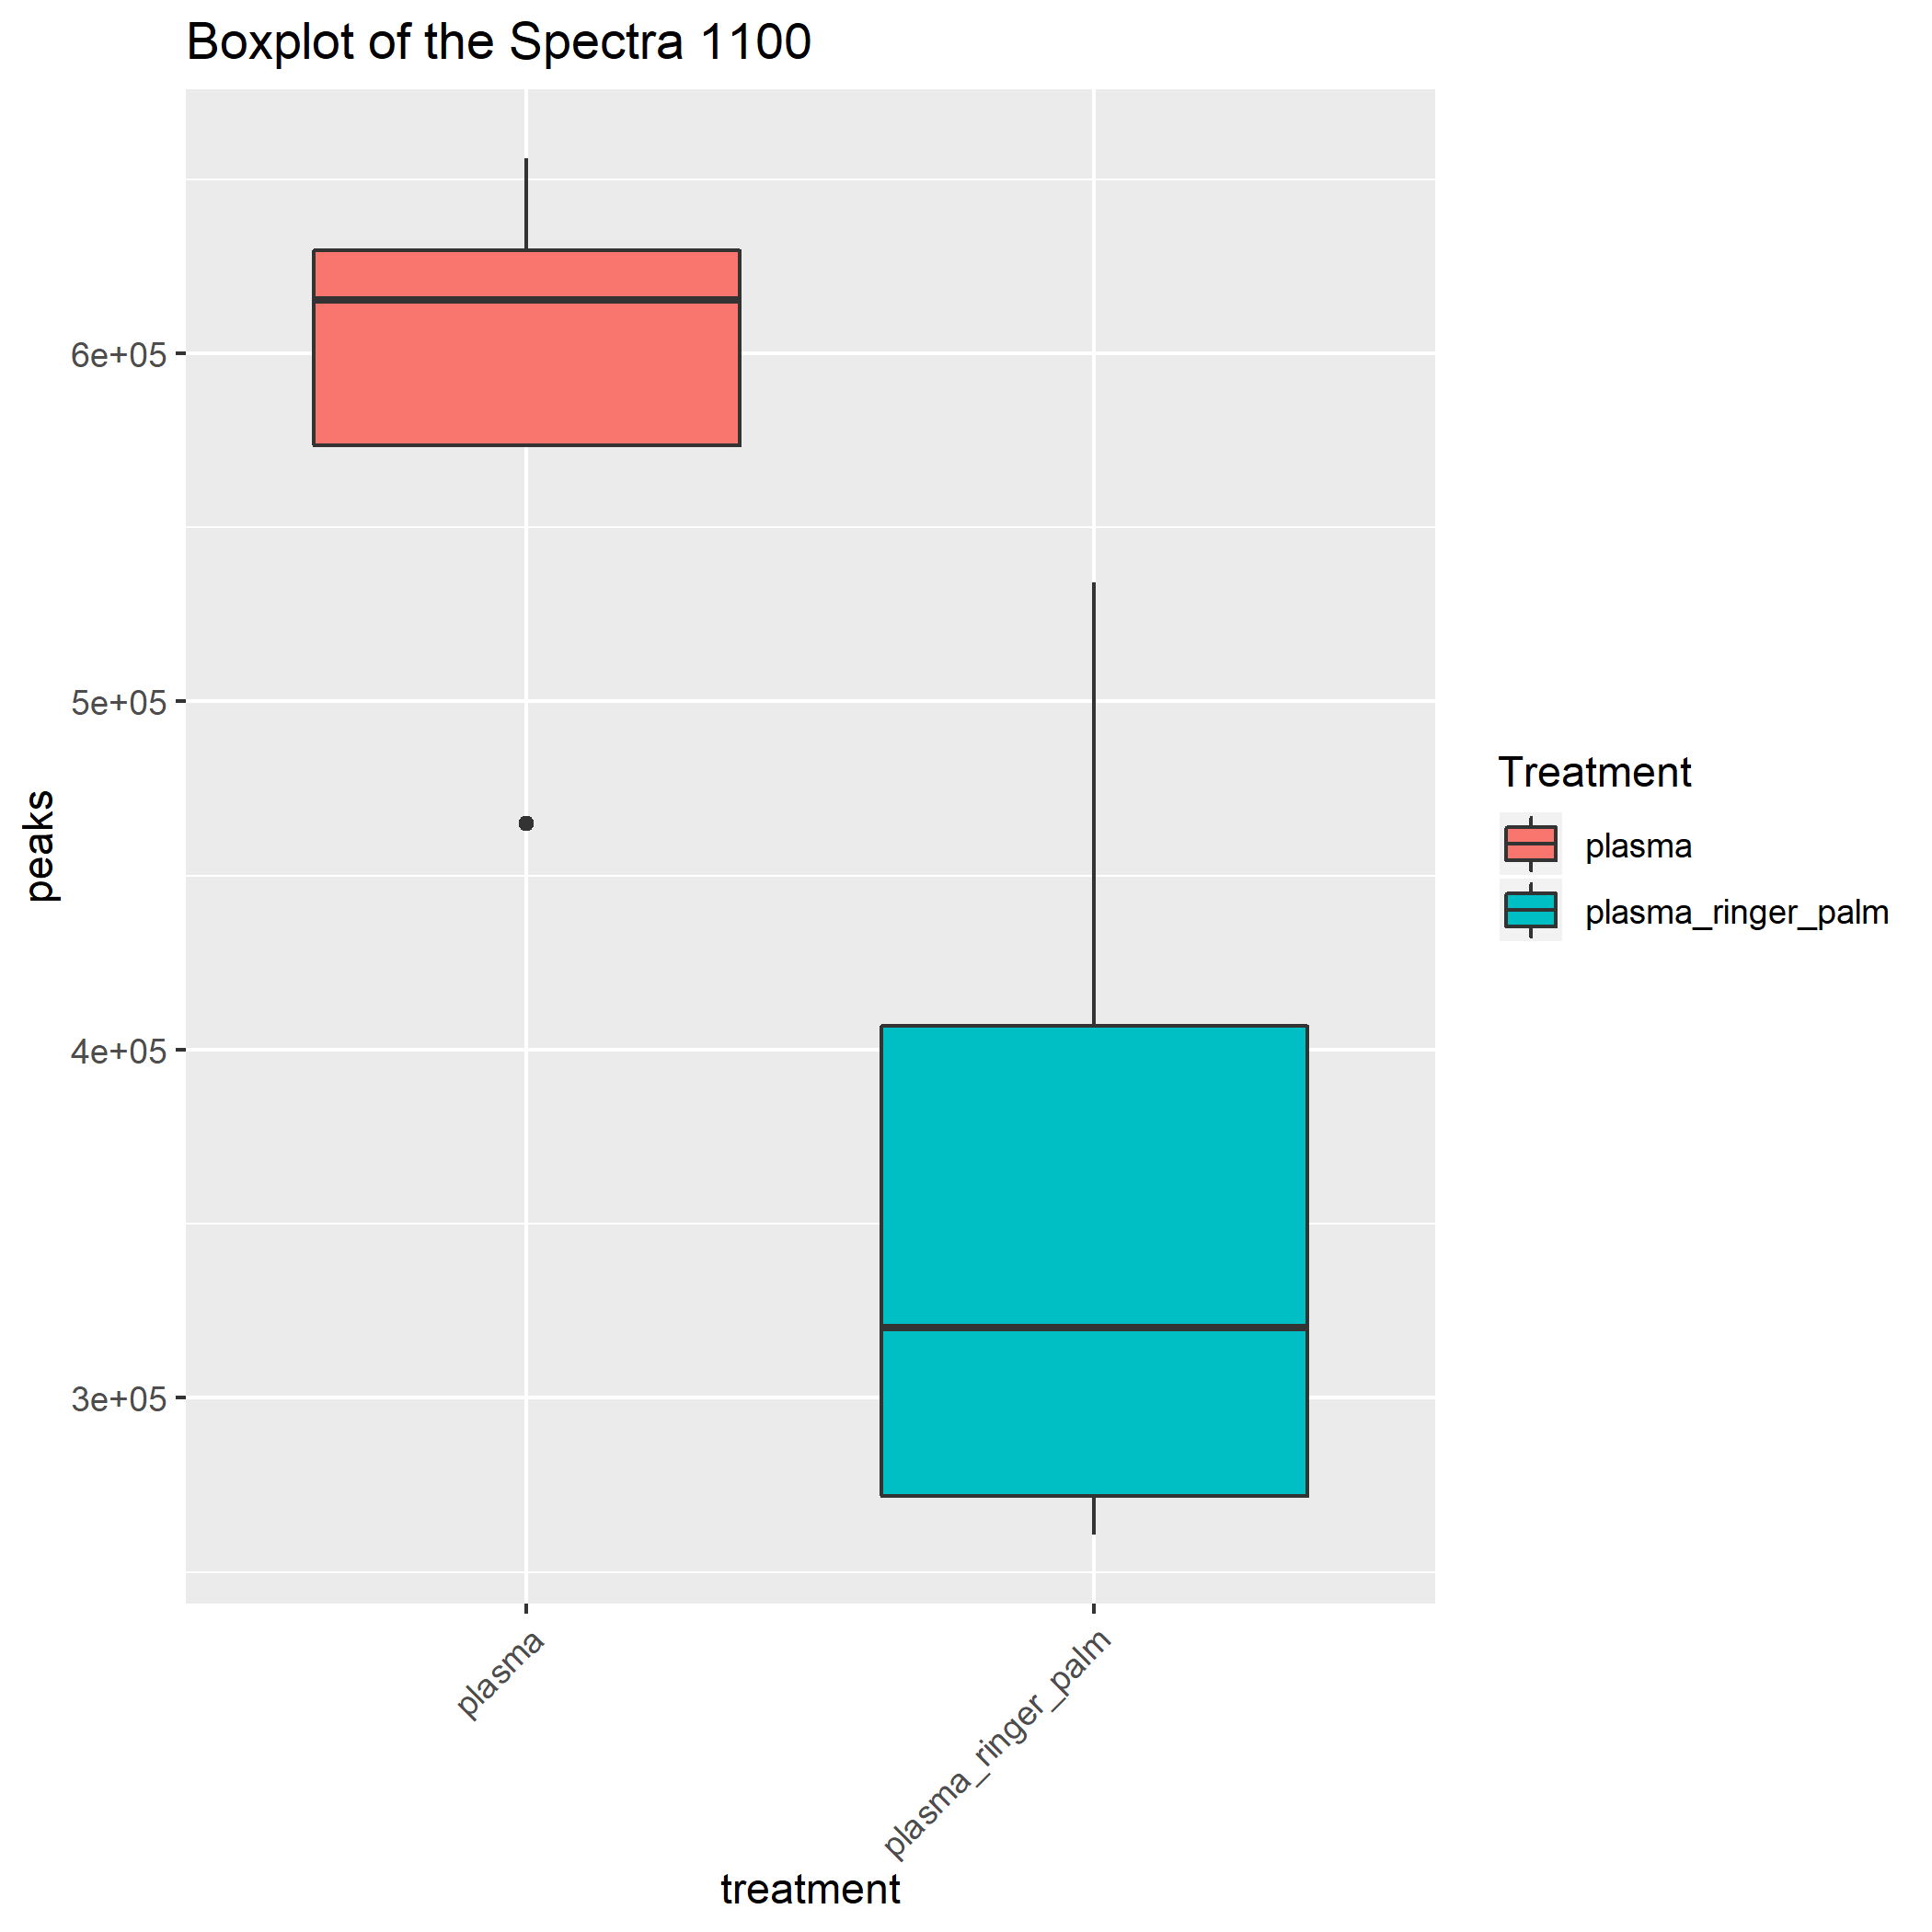 Boxplot of the Spectra 1100
6e+05
5e+05
4e+05
3e+05
peaks
plasma
plasma_ringer_palm
treatment
Treatment
plasma
plasma_ringer_palm